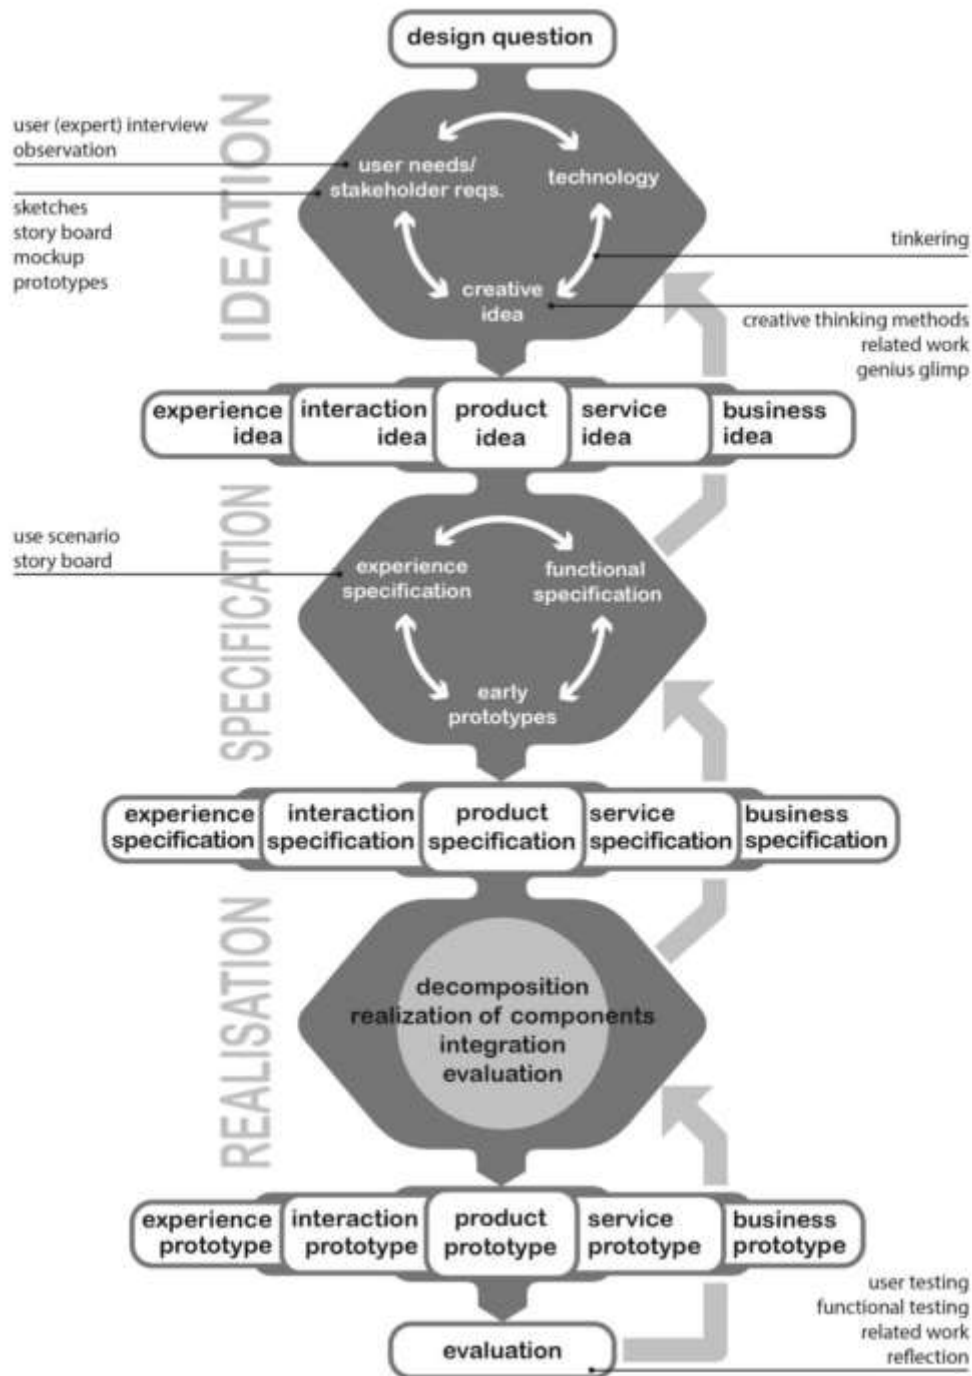 design question
IDEATION
user (expert) interview
observation
user needs/
stakeholder reqs.
technology
sketches
story board
mockup
prototypes
tinkering
creative
idea
creative thinking methods
related work
genius glimp
experience
idea
interaction
idea
product
idea
service
idea
business
idea
SPECIFICATION
use scenario
story board
experience
specification
functional
specification
early
prototypes
experience
specification
interaction
specification
product
specification
service
specification
business
specification
REALISATION
decomposition
realization of components
integration
evaluation
experience
prototype
interaction
prototype
product
prototype
service
prototype
business
prototype
evaluation
user testing
functional testing
related work
reflection